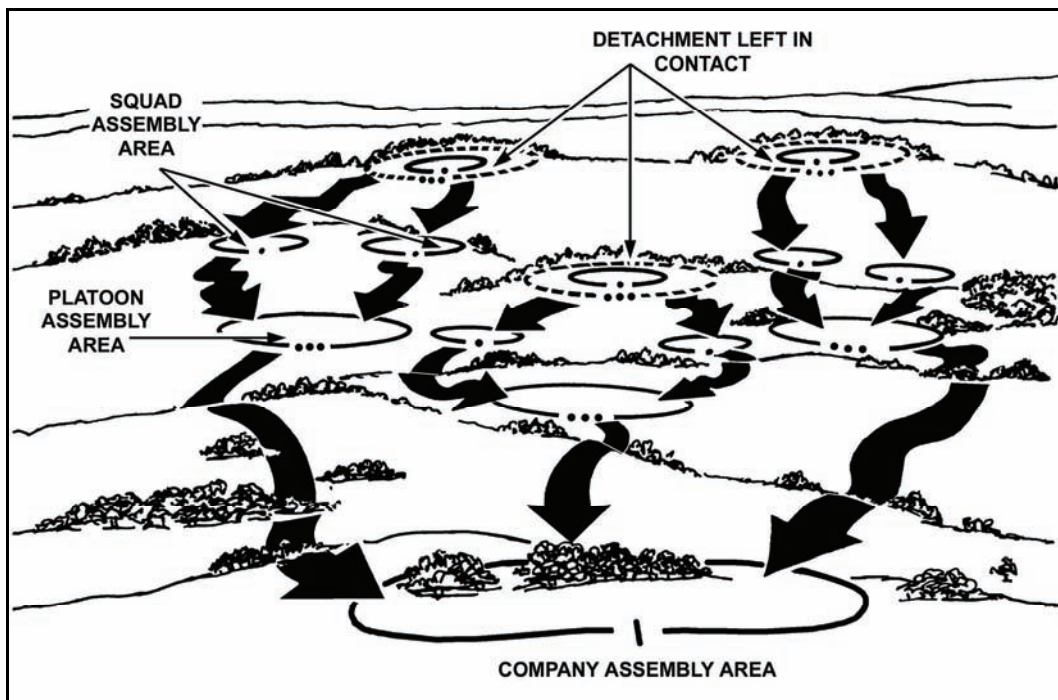 DETACHMENT LEFT IN
CONTACT
SQUAD
ASSEMBLY
AREA
PLATOON
ASSEMBLY
AREA
COMPANY ASSEMBLY AREA